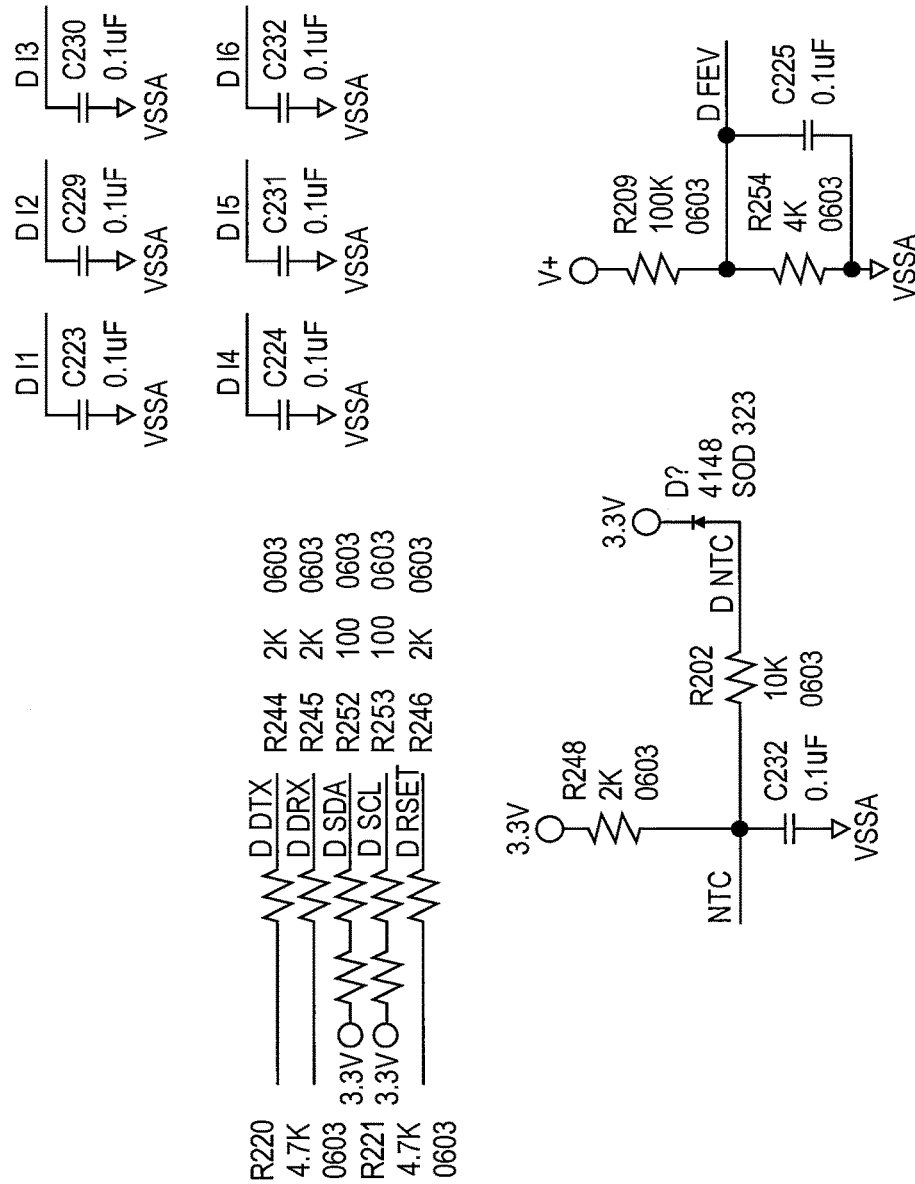 D I1
C223
0.1uF
VSSA
D I2
C229
0.1uF
VSSA
D I3
C230
0.1uF
VSSA
D I4
C224
0.1uF
VSSA
D I5
C231
0.1uF
VSSA
D I6
C232
0.1uF
VSSA
R220
4.7K
0603
R221
4.7K
0603
3.3V
3.3V
D DTX
D DRX
D SDA
D SCL
D RSET
R244 2K 0603
R245 2K 0603
R252 100 0603
R253 100 0603
R246 2K 0603
3.3V
R248
2K
0603
NTC
C232
0.1uF
VSSA
R202
10K
0603
D NTC
3.3V
D?
4148
SOD 323
V+
R209
100K
0603
D FEV
R254
4K
0603
C225
0.1uF
VSSA